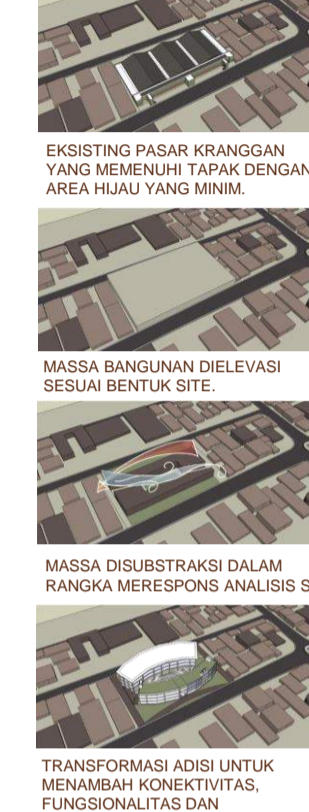 EKSISTING PASAR KRANGGAN
YANG MEMENUHI TAPAK DENGAN
AREA HIJAU YANG MINIM.
MASSA BANGUNAN DIELEVASI
SESUAI BENTUK SITE.
MASSA DISUBSTRAKSI DALAM
RANGKA MERESPONS ANALISIS S
TRANSFORMASI ADISI UNTUK
MENAMBAH KONEKTIVITAS,
FUNGSIONALITAS DAN